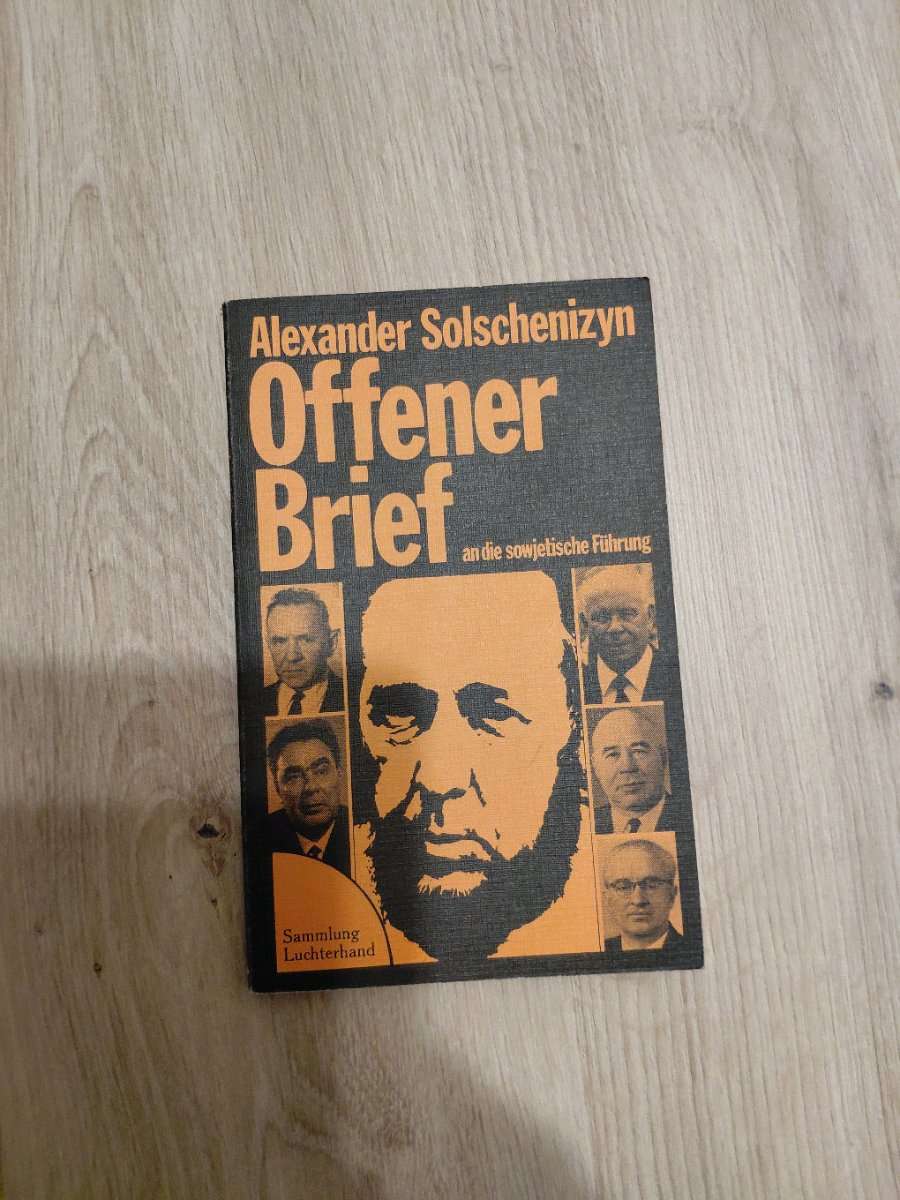 Alexander Solschenizyn
Offener
Brief
an die sowjetische Führung
Sammlung
Luchterhand